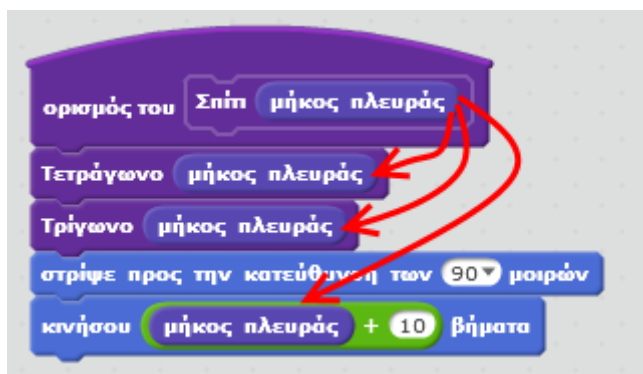 ορισμός του Σπίτι μήκος πλευράς
Τετράγωνο μήκος πλευράς
Τρίγωνο μήκος πλευράς
στρίψε προς την κατεύθυνση των 90 μοιρών
κινήσου μήκος πλευράς + 10 βήματα